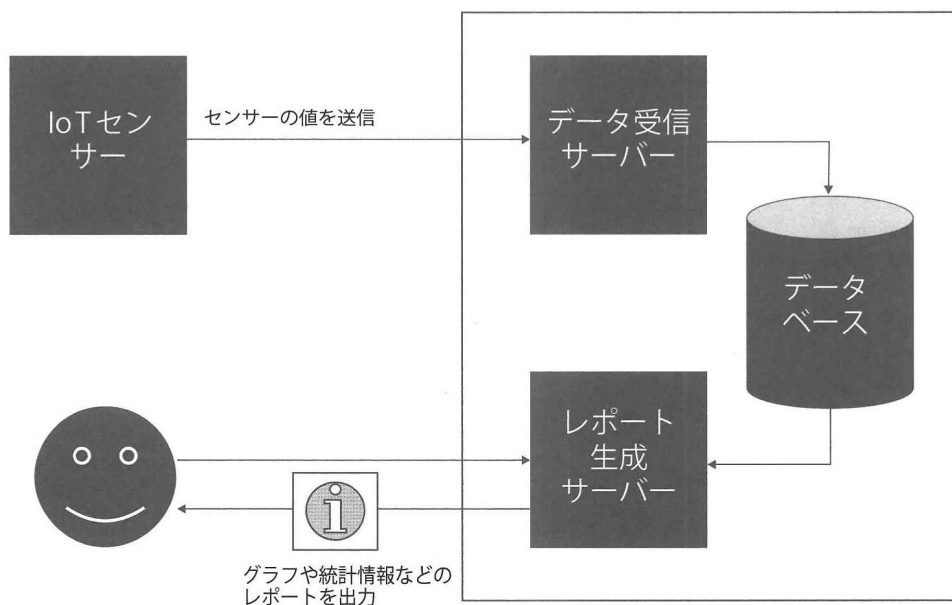 IoTセン
サー
センサーの値を送信
データ受信
サーバー
データ
ベース
レポート
生成
サーバー
i
グラフや統計情報などの
レポートを出力